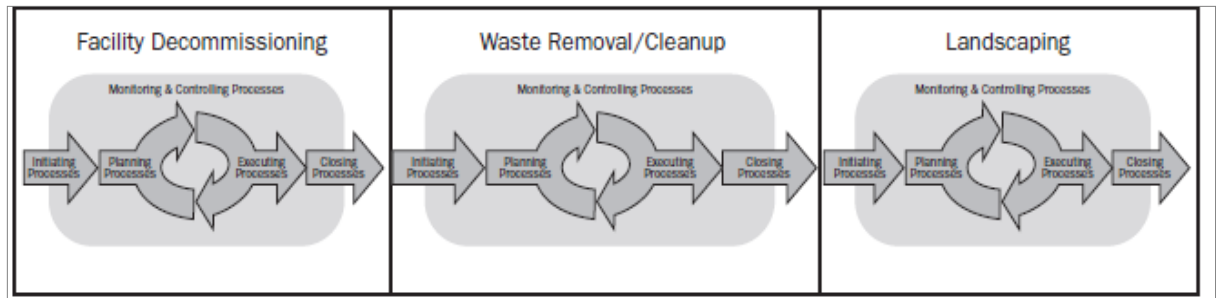 Facility Decommissioning
Monitoring & Controlling Processes
Initiating
Processes
Planning
Processes
Executing
Processes
Closing
Processes
Waste Removal/Cleanup
Monitoring & Controlling Processes
Initiating
Processes
Planning
Processes
Executing
Processes
Closing
Processes
Landscaping
Monitoring & Controlling Processes
Initiating
Processes
Planning
Processes
Executing
Processes
Closing
Processes